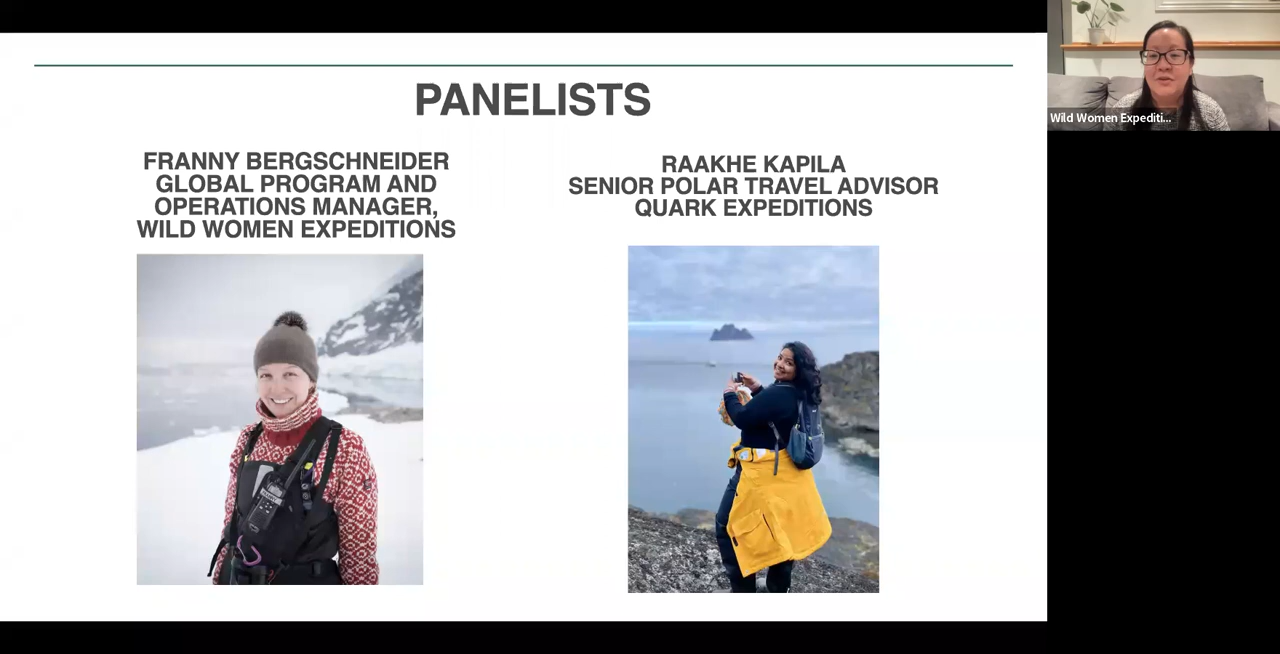 PANELISTS
FRANNY BERGSCHNEIDER
GLOBAL PROGRAM AND
OPERATIONS MANAGER,
WILD WOMEN EXPEDITIONS
RAAKHE KAPILA
SENIOR POLAR TRAVEL ADVISOR
QUARK EXPEDITIONS
Wild Women Expediti...